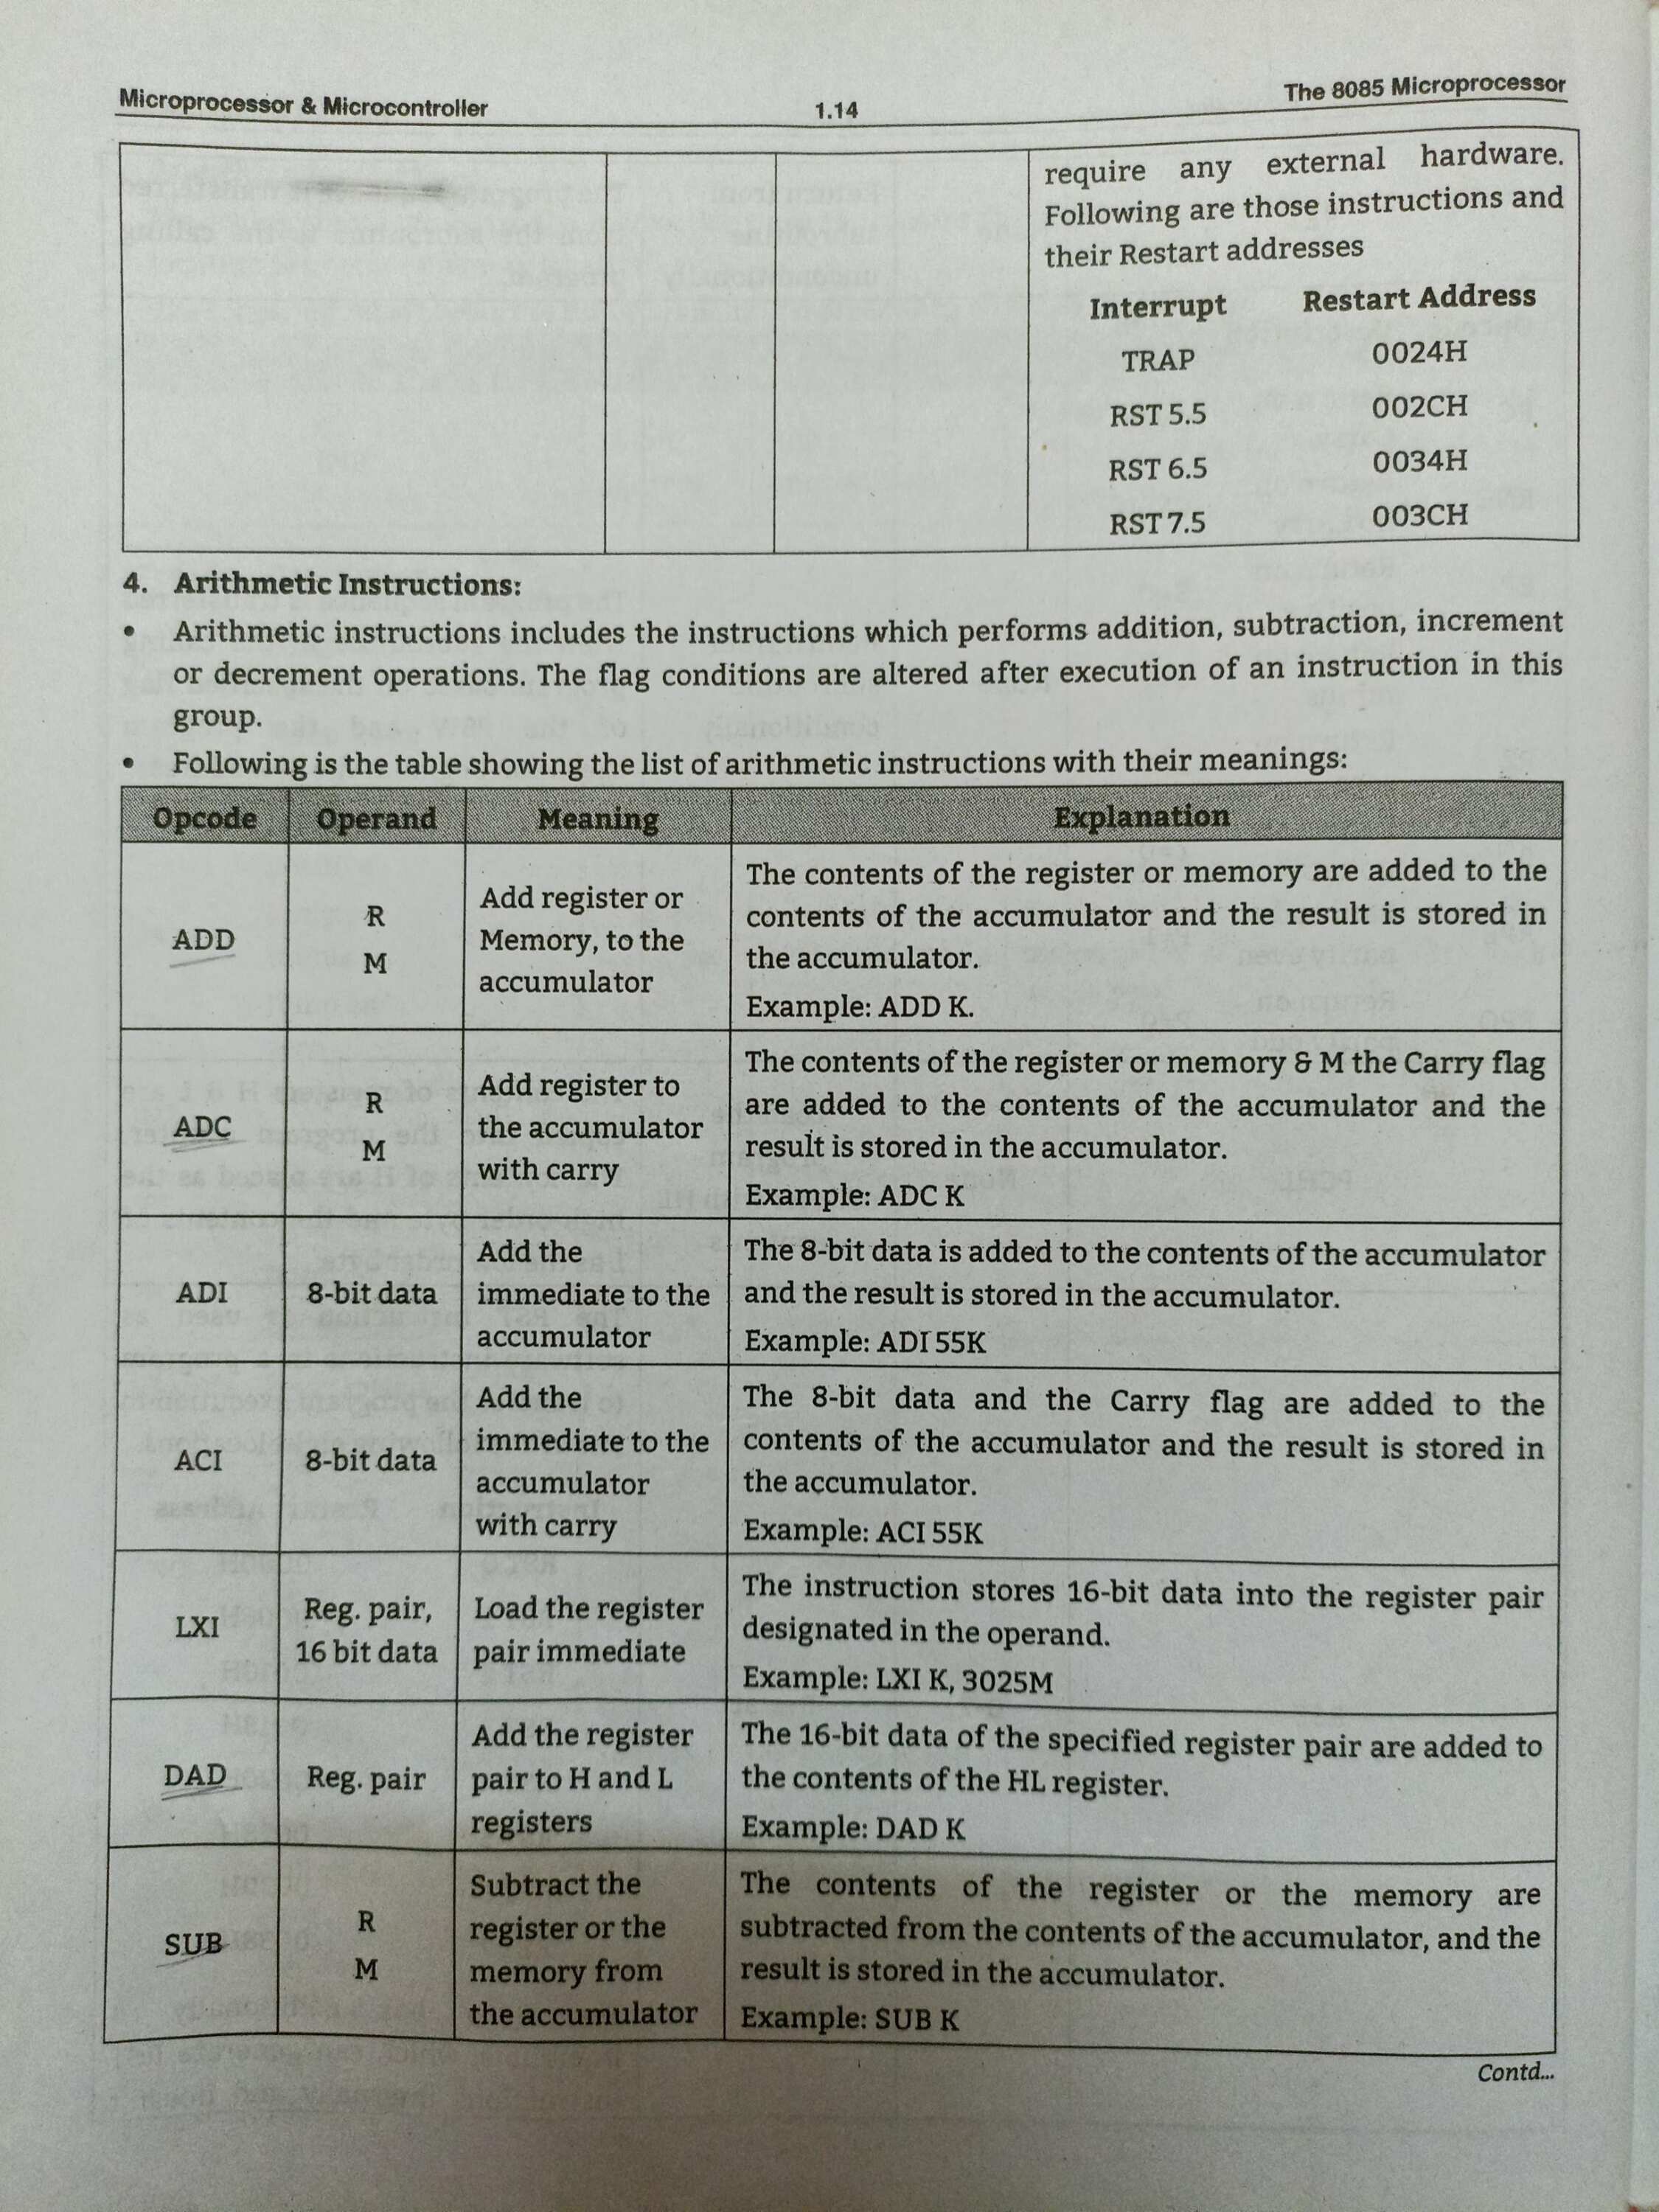 Microprocessor & Microcontroller 1.14 The 8085 Microprocessor
require any external hardware.
Following are those instructions and
their Restart addresses
Interrupt Restart Address
TRAP 0024H
RST 5.5 002CH
RST 6.5 0034H
RST 7.5 003CH
4. Arithmetic Instructions:
• Arithmetic instructions includes the instructions which performs addition, subtraction, increment
or decrement operations. The flag conditions are altered after execution of an instruction in this
group.
• Following is the table showing the list of arithmetic instructions with their meanings:
Opcode Operand Meaning Explanation
ADD
R
M
Add register or
Memory, to the
accumulator
The contents of the register or memory are added to the
contents of the accumulator and the result is stored in
the accumulator.
Example: ADD K.
ADC
R
M
Add register to
the accumulator
with carry
The contents of the register or memory & M the Carry flag
are added to the contents of the accumulator and the
result is stored in the accumulator.
Example: ADC K
ADI
8-bit data
Add the
immediate to the
accumulator
The 8-bit data is added to the contents of the accumulator
and the result is stored in the accumulator.
Example: ADI 55K
ACI
8-bit data
Add the
immediate to the
accumulator
with carry
The 8-bit data and the Carry flag are added to the
contents of the accumulator and the result is stored in
the accumulator.
Example: ACI 55K
LXI
Reg. pair,
16 bit data
Load the register
pair immediate
The instruction stores 16-bit data into the register pair
designated in the operand.
Example: LXI K, 3025M
DAD
Reg. pair
Add the register
pair to H and L
registers
The 16-bit data of the specified register pair are added to
the contents of the HL register.
Example: DAD K
SUB
R
M
Subtract the
register or the
memory from
the accumulator
The contents of the register or the memory are
subtracted from the contents of the accumulator, and the
result is stored in the accumulator.
Example: SUB K
Contd...